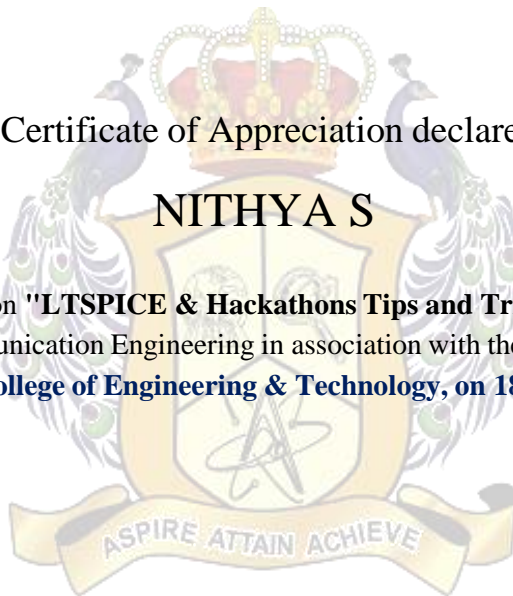 Certificate of Appreciation declare
NITHYA S
on "LTSPICE & Hackathons Tips and Tr
unication Engineering in association with the
ollege of Engineering & Technology, on 18
ASPIRE ATTAIN ACHIEVE